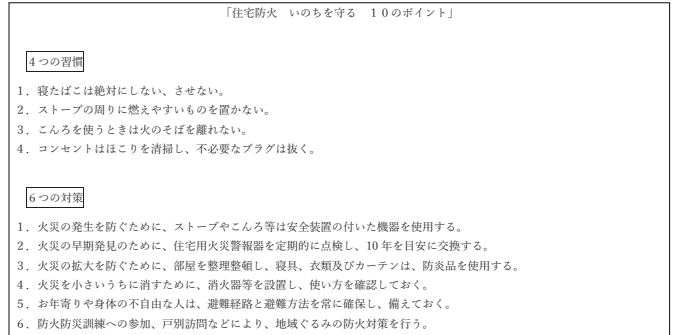 「住宅防火　いのちを守る　１０のポイント」
４つの習慣
１．寝たばこは絶対にしない、させない。
２．ストーブの周りに燃えやすいものを置かない。
３．こんろを使うときは火のそばを離れない。
４．コンセントはほこりを清掃し、不必要なプラグは抜く。
６つの対策
１．火災の発生を防ぐために、ストーブやこんろ等は安全装置の付いた機器を使用する。
２．火災の早期発見のために、住宅用火災警報器を定期的に点検し、10 年を目安に交換する。
３．火災の拡大を防ぐために、部屋を整理整頓し、寝具、衣類及びカーテンは、防炎品を使用する。
４．火災を小さいうちに消すために、消火器等を設置し、使い方を確認しておく。
５．お年寄りや身体の不自由な人は、避難経路と避難方法を常に確保し、備えておく。
６．防火防災訓練への参加、戸別訪問などにより、地域ぐるみの防火対策を行う。